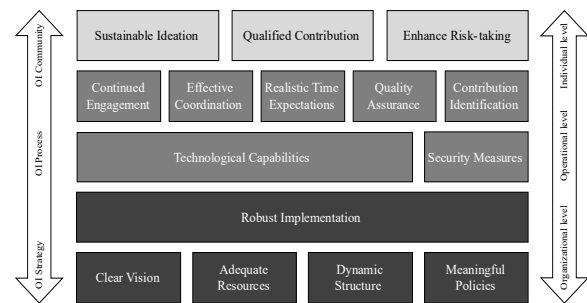 OI Community
OI Process
OI Strategy
Sustainable Ideation
Qualified Contribution
Enhance Risk-taking
Continued
Engagement
Effective
Coordination
Realistic Time
Expectations
Quality
Assurance
Contribution
Identification
Technological Capabilities
Security Measures
Robust Implementation
Clear Vision
Adequate
Resources
Dynamic
Structure
Meaningful
Policies
Individual level
Operational level
Organizational level